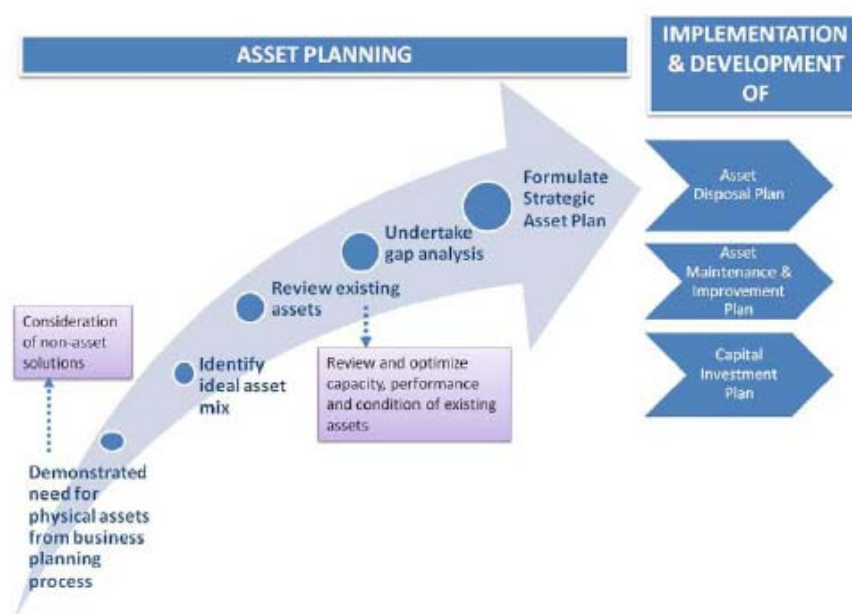 ASSET PLANNING
IMPLEMENTATION
& DEVELOPMENT
OF
Formulate
Strategic
Asset Plan
Undertake
gap analysis
Review existing
assets
Identify
ideal asset
mix
Demonstrated
need for
physical assets
from business
planning
process
Consideration
of non-asset
solutions
Review and optimize
capacity, performance
and condition of existing
assets
Asset
Disposal Plan
Asset
Maintenance &
Improvement
Plan
Capital
Investment
Plan